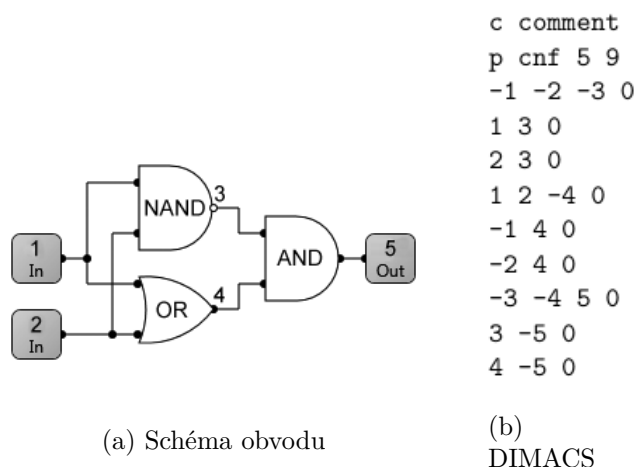 1
In
2
In
NAND
3
OR
4
AND
5
Out
(a) Schéma obvodu
c comment
p cnf 5 9
-1 -2 -3 0
1 3 0
2 3 0
1 2 -4 0
-1 4 0
-2 4 0
-3 -4 5 0
3 -5 0
4 -5 0
(b)
DIMACS